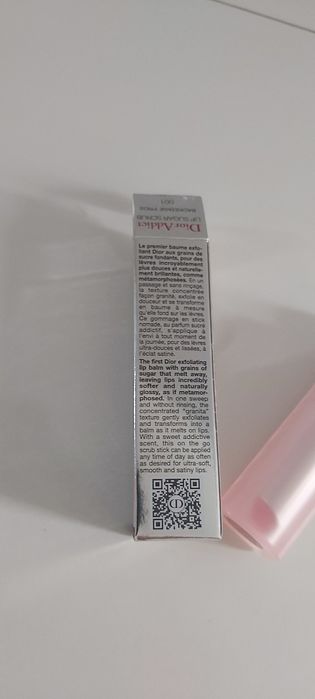 001
BACKSTAGE PROS
LIP SUGAR SCRUB
Dior Addict
Le premier baume exfo-
liant Dior aux grains de
sucre fondants, pour des
lèvres incroyablement
plus douces et naturelle-
ment brillantes, comme
métamorphosées. En un
passage et sans rinçage,
la texture concentrée
façon granité, exfolie en
douceur et se transforme
en baume à mesure
qu'elle fond sur les lèvres.
Ce gommage en stick
nomade, au parfum sucré
addictif, s'applique à
l'envi à tout moment de
la journée, pour des lèvres
ultra-douces et lissées, à
l'éclat satiné.
The first Dior exfoliating
lip balm with grains of
sugar that melt away,
leaving lips incredibly
softer and naturally
glossy, as if metamor-
phosed. In one sweep
and without rinsing, the
concentrated "granita"
texture gently exfoliates
and transforms into a
balm as it melts on lips.
With a sweet addictive
scent, this on the go
scrub stick can be applied
any time of day as often
as desired for ultra-soft,
smooth and satiny lips.